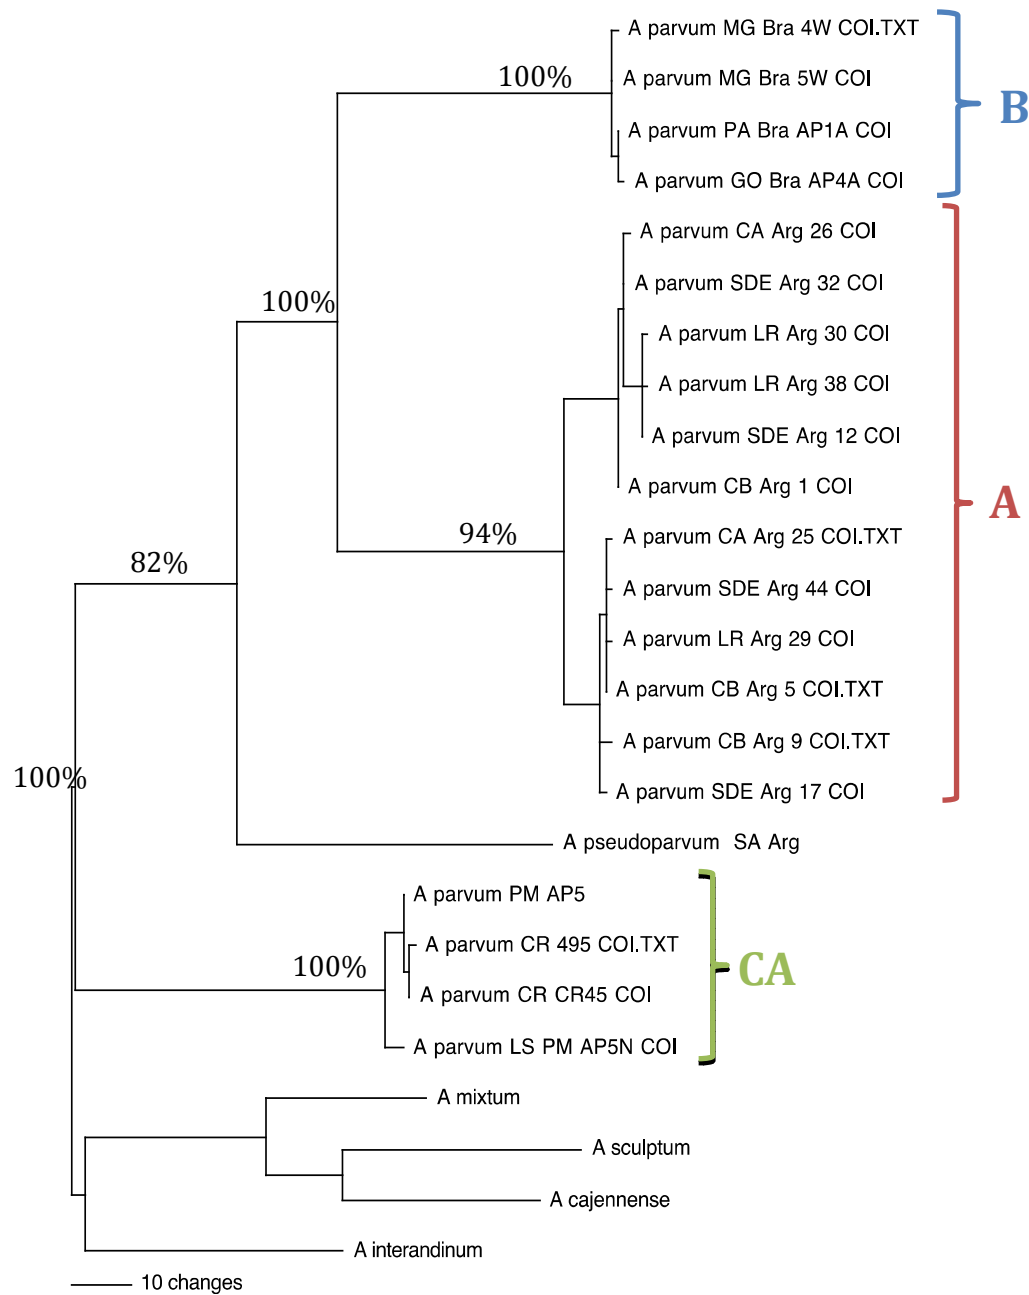 A parvum MG Bra 4W COI.TXT
100%
A parvum MG Bra 5W COI
B
A parvum PA Bra AP1A COI
A parvum GO Bra AP4A COI
A parvum CA Arg 26 COI
A parvum SDE Arg 32 COI
100%
A parvum LR Arg 30 COI
A parvum LR Arg 38 COI
A parvum SDE Arg 12 COI
A parvum CB Arg 1 COI
A
94%
A parvum CA Arg 25 COI.TXT
82%
A parvum SDE Arg 44 COI
A parvum LR Arg 29 COI
A parvum CB Arg 5 COI.TXT
A parvum CB Arg 9 COI.TXT
100%
A parvum SDE Arg 17 COI
A pseudoparvum SA Arg
A parvum PM AP5
A parvum CR 495 COI.TXT
100%
CA
A parvum CR CR45 COI
A parvum LS PM AP5N COI
A mixtum
A sculptum
A cajennense
A interandinum
10 changes